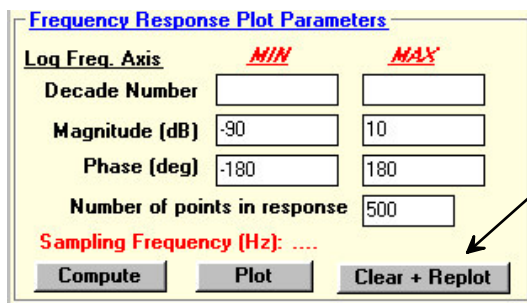 Frequency Response Plot Parameters
Log Freq. Axis MIN MAX
Decade Number
Magnitude (dB) -90 10
Phase (deg) -180 180
Number of points in response 500
Sampling Frequency (Hz): ....
Compute Plot Clear + Replot